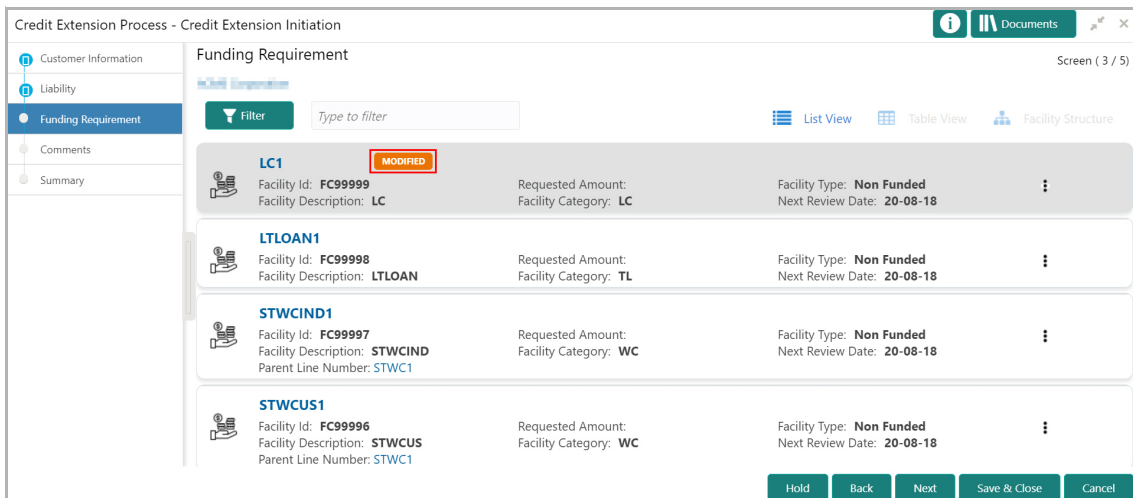 Credit Extension Process - Credit Extension Initiation
Documents
Customer Information
Liability
Funding Requirement
Comments
Summary
Funding Requirement
Screen ( 3 / 5)
Filter
Type to filter
List View
Table View
Facility Structure
LC1 MODIFIED
Facility Id: FC99999 Requested Amount: Facility Type: Non Funded
Facility Description: LC Facility Category: LC Next Review Date: 20-08-18
LTLOAN1
Facility Id: FC99998 Requested Amount: Facility Type: Non Funded
Facility Description: LTLOAN Facility Category: TL Next Review Date: 20-08-18
STWCIND1
Facility Id: FC99997 Requested Amount: Facility Type: Non Funded
Facility Description: STWCIND Facility Category: WC Next Review Date: 20-08-18
Parent Line Number: STWC1
STWCUS1
Facility Id: FC99996 Requested Amount: Facility Type: Non Funded
Facility Description: STWCUS Facility Category: WC Next Review Date: 20-08-18
Parent Line Number: STWC1
Hold Back Next Save & Close Cancel